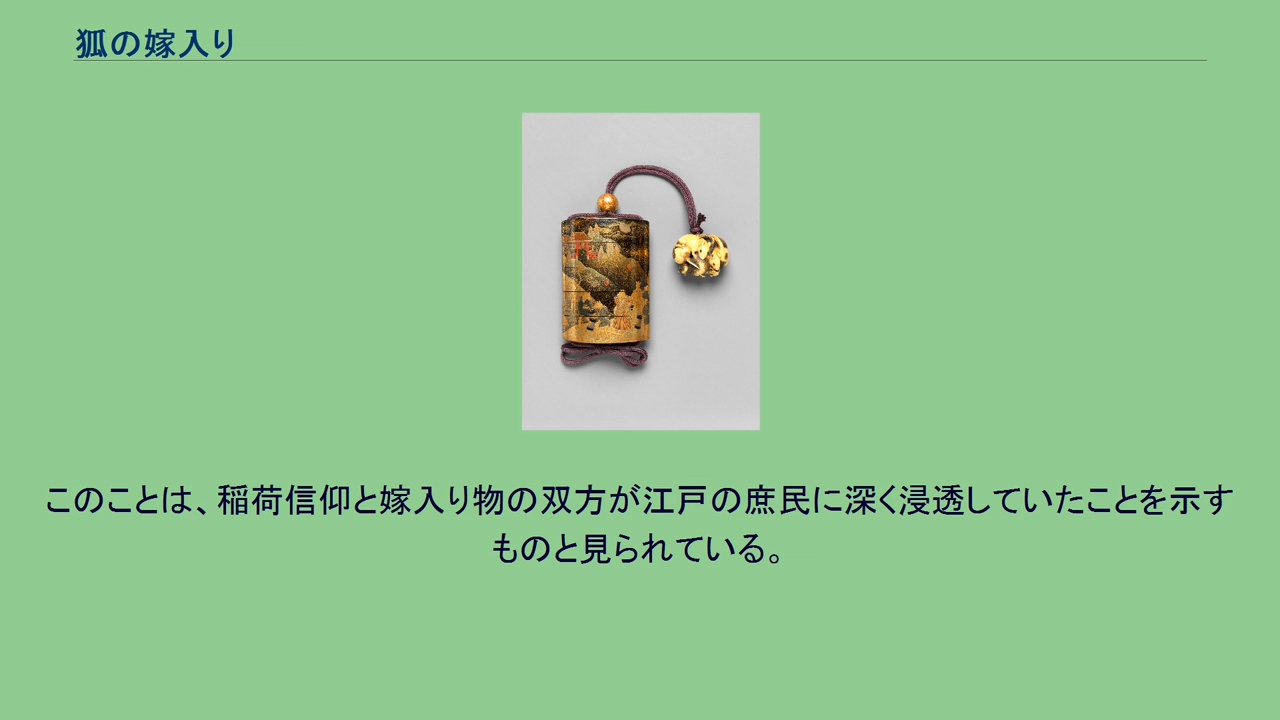 狐の嫁入り
このことは、稲荷信仰と嫁入り物の双方が江戸の庶民に深く浸透していたことを示す
ものと見られている。